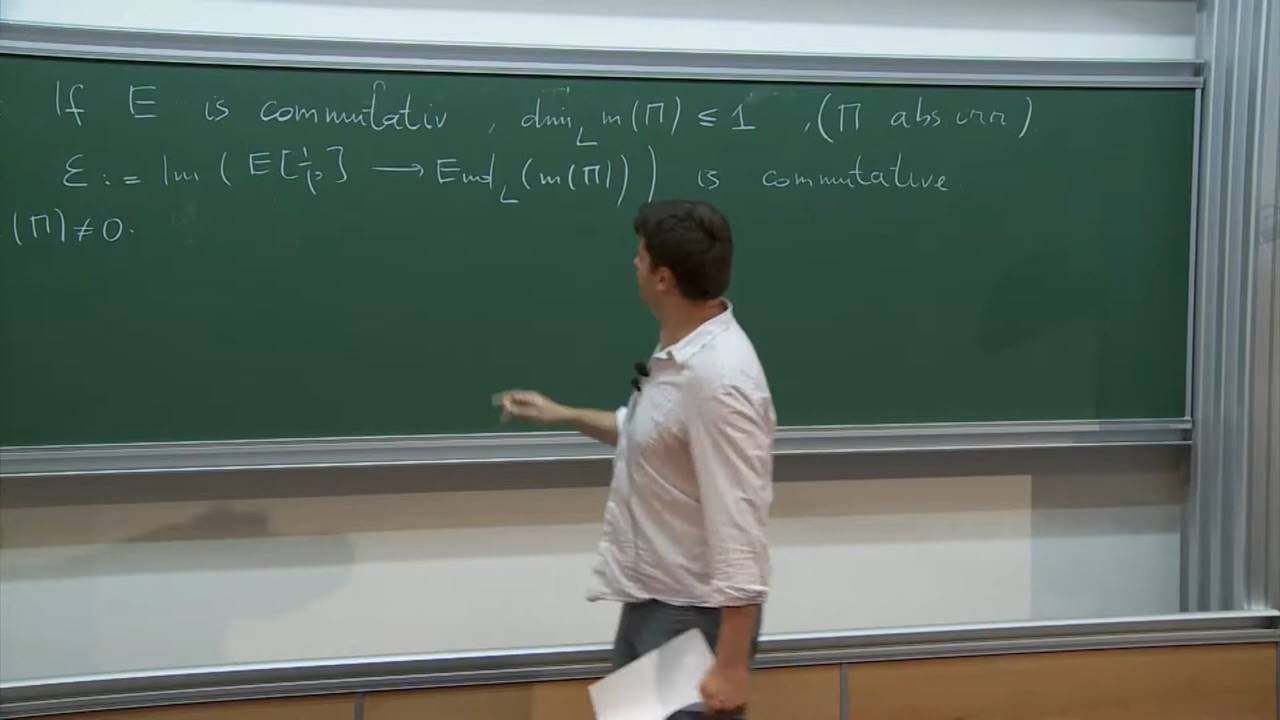 If E is commutativ, dim_L m(Π) ≤ 1, (Π abs irr)
ℰ := Im(E[1/p] → End_L(m(Π))) is commutative
(Π) ≠ 0.